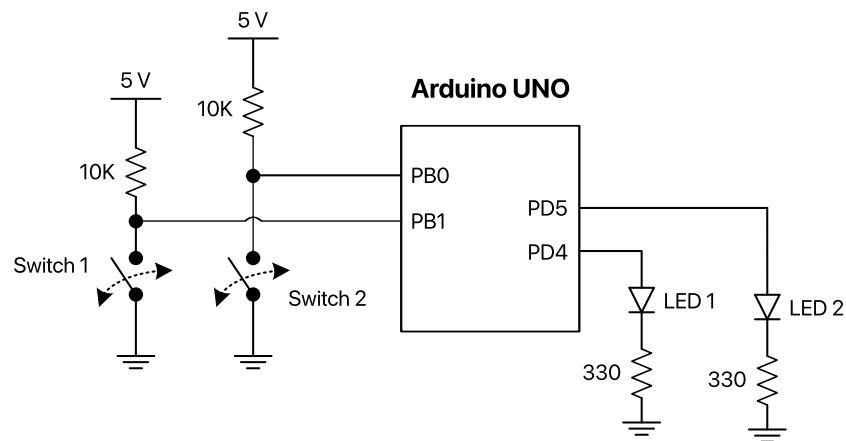 5 V
5 V
Arduino UNO
10K
10K
PB0
PB1
PD5
PD4
Switch 1
Switch 2
LED 1
LED 2
330
330